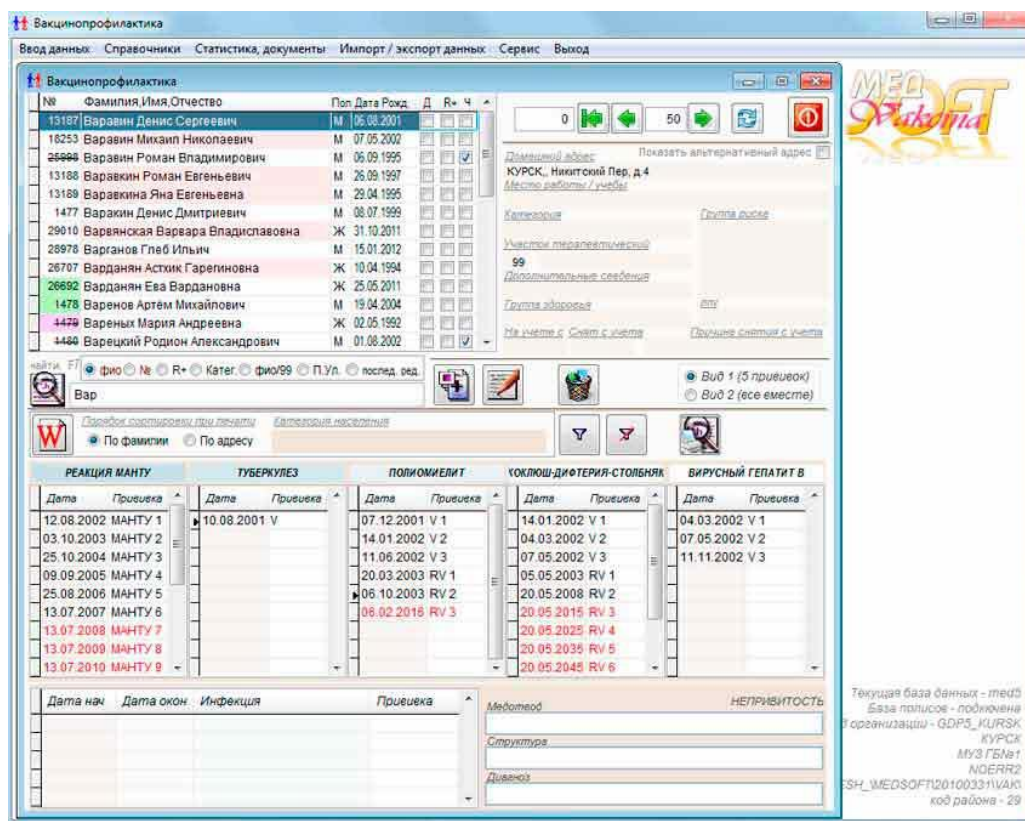 Вакцинопрофилактика
Ввод данных Справочники Статистика, документы Импорт / экспорт данных Сервис Выход
Вакцинопрофилактика
№ Фамилия,Имя,Отчество Пол Дата Рожд. Д R+ Ч
13187 Варавин Денис Сергеевич М 06.08.2001
18253 Варавин Михаил Николаевич М 07.05.2002
25998 Варавин Роман Владимирович М 06.09.1995
13188 Варавкин Роман Евгеньевич М 26.09.1997
13189 Варавкина Яна Евгеньевна М 29.04.1995
1477 Варакин Денис Дмитриевич М 08.07.1999
29010 Варвянская Варвара Владиславовна Ж 31.10.2011
28978 Варганов Глеб Ильич М 15.01.2012
26707 Варданян Астхик Гарегиновна Ж 10.04.1994
26692 Варданян Ева Вардановна Ж 25.05.2011
1478 Варенов Артём Михайлович М 19.04.2004
1479 Вареных Мария Андреевна Ж 02.05.1992
1480 Варецкий Родион Александрович М 01.08.2002
0 50
MEDSOFT
Vakcina
Домашний адрес Показать альтернативный адрес
КУРСК,, Никитский Пер, д.4
Место работы / учебы
Категория Группа риска
Участок терапевтический
99
Дополнительные сведения
Группа здоровья
На учете с Снят с учета Причина снятия с учета
найти F7
фио № R+ Катег. фио/99 П.Ул. послед. ред.
Вар
Вид 1 (5 прививок)
Вид 2 (все вместе)
Порядок сортировки при печати Категория населения
W По фамилии По адресу
РЕАКЦИЯ МАНТУ ТУБЕРКУЛЕЗ ПОЛИОМИЕЛИТ КОКЛЮШ-ДИФТЕРИЯ-СТОЛБНЯК ВИРУСНЫЙ ГЕПАТИТ В
Дата Прививка Дата Прививка Дата Прививка Дата Прививка Дата Прививка
12.08.2002 МАНТУ 1 10.08.2001 V 07.12.2001 V 1 14.01.2002 V 1 04.03.2002 V 1
03.10.2003 МАНТУ 2 14.01.2002 V 2 04.03.2002 V 2 07.05.2002 V 2
25.10.2004 МАНТУ 3 11.06.2002 V 3 07.05.2002 V 3 11.11.2002 V 3
09.09.2005 МАНТУ 4 20.03.2003 RV 1 05.05.2003 RV 1
25.08.2006 МАНТУ 5 06.10.2003 RV 2 20.05.2008 RV 2
13.07.2007 МАНТУ 6 06.02.2016 RV 3 20.05.2015 RV 3
13.07.2008 МАНТУ 7 20.05.2025 RV 4
13.07.2009 МАНТУ 8 20.05.2035 RV 5
13.07.2010 МАНТУ 9 20.05.2045 RV 6
Дата нач Дата окон Инфекция Прививка
Медотвод НЕПРИВИТОСТЬ
Структура
Диагноз
Текущая база данных - med5
База полисов - подключена
организации - GDP5_KURSK
КУРСК
МУЗ ГБ№1
NOERR2
ESH_\MEDSOFT\20100331\VAK\
код района - 29